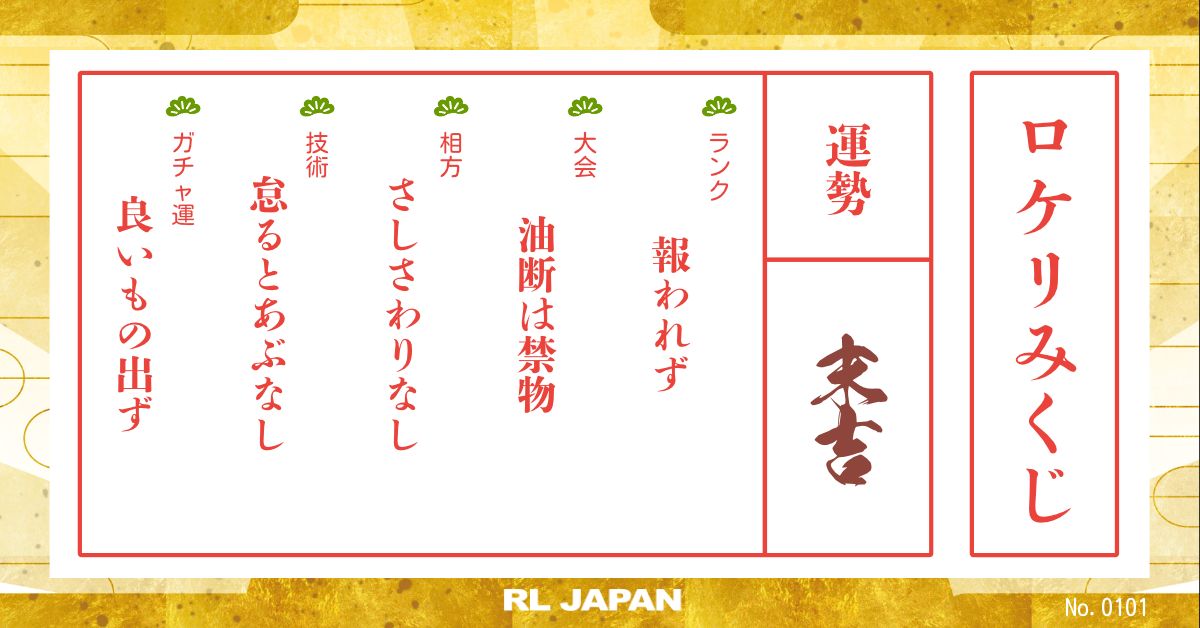 ロケリみくじ
運勢
末吉
ランク
報われず
大会
油断は禁物
相方
さしさわりなし
技術
怠るとあぶなし
ガチャ運
良いもの出ず
RL JAPAN
No.0101